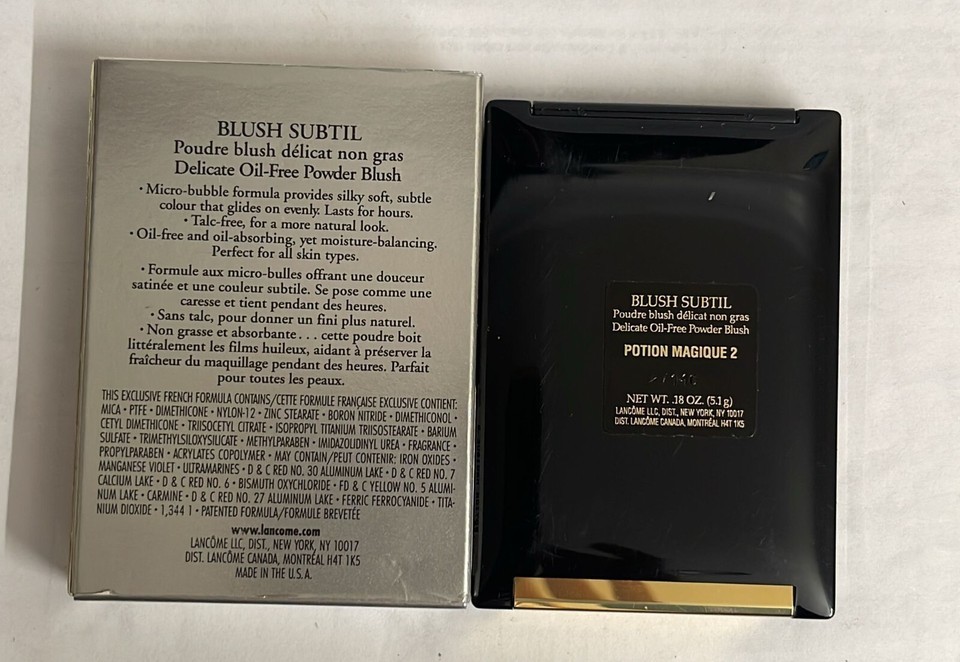 BLUSH SUBTIL
Poudre blush délicat non gras
Delicate Oil-Free Powder Blush
• Micro-bubble formula provides silky soft, subtle
colour that glides on evenly. Lasts for hours.
• Talc-free, for a more natural look.
• Oil-free and oil-absorbing, yet moisture-balancing.
Perfect for all skin types.
• Formule aux micro-bulles offrant une douceur
satinée et une couleur subtile. Se pose comme une
caresse et tient pendant des heures.
• Sans talc, pour donner un fini plus naturel.
• Non grasse et absorbante... cette poudre boit
littéralement les films huileux, aidant à préserver la
fraîcheur du maquillage pendant des heures. Parfait
pour toutes les peaux.
THIS EXCLUSIVE FRENCH FORMULA CONTAINS/CETTE FORMULE FRANÇAISE EXCLUSIVE CONTIENT:
MICA • PTFE • DIMETHICONE • NYLON-12 • ZINC STEARATE • BORON NITRIDE • DIMETHICONOL •
CETYL DIMETHICONE • TRIISOCETYL CITRATE • ISOPROPYL TITANIUM TRIISOSTEARATE • BARIUM
SULFATE • TRIMETHYLSILOXYSILICATE • METHYLPARABEN • IMIDAZOLIDINYL UREA • FRAGRANCE •
PROPYLPARABEN • ACRYLATES COPOLYMER • MAY CONTAIN/PEUT CONTENIR: IRON OXIDES •
MANGANESE VIOLET • ULTRAMARINES • D & C RED NO. 30 ALUMINUM LAKE • D & C RED NO. 7
CALCIUM LAKE • D & C RED NO. 6 • BISMUTH OXYCHLORIDE • FD & C YELLOW NO. 5 ALUMI-
NUM LAKE • CARMINE • D & C RED NO. 27 ALUMINUM LAKE • FERRIC FERROCYANIDE • TITA-
NIUM DIOXIDE • 1,344 1 • PATENTED FORMULA/FORMULE BREVETÉE
www.lancome.com
LANCÔME LLC, DIST., NEW YORK, NY 10017
DIST. LANCÔME CANADA, MONTRÉAL H4T 1K5
MADE IN THE U.S.A.
BLUSH SUBTIL
Poudre blush délicat non gras
Delicate Oil-Free Powder Blush
POTION MAGIQUE 2
NET WT. .18 OZ. (5.1 g)
LANCÔME LLC, DIST., NEW YORK, NY 10017
DIST. LANCÔME CANADA, MONTRÉAL H4T 1K5